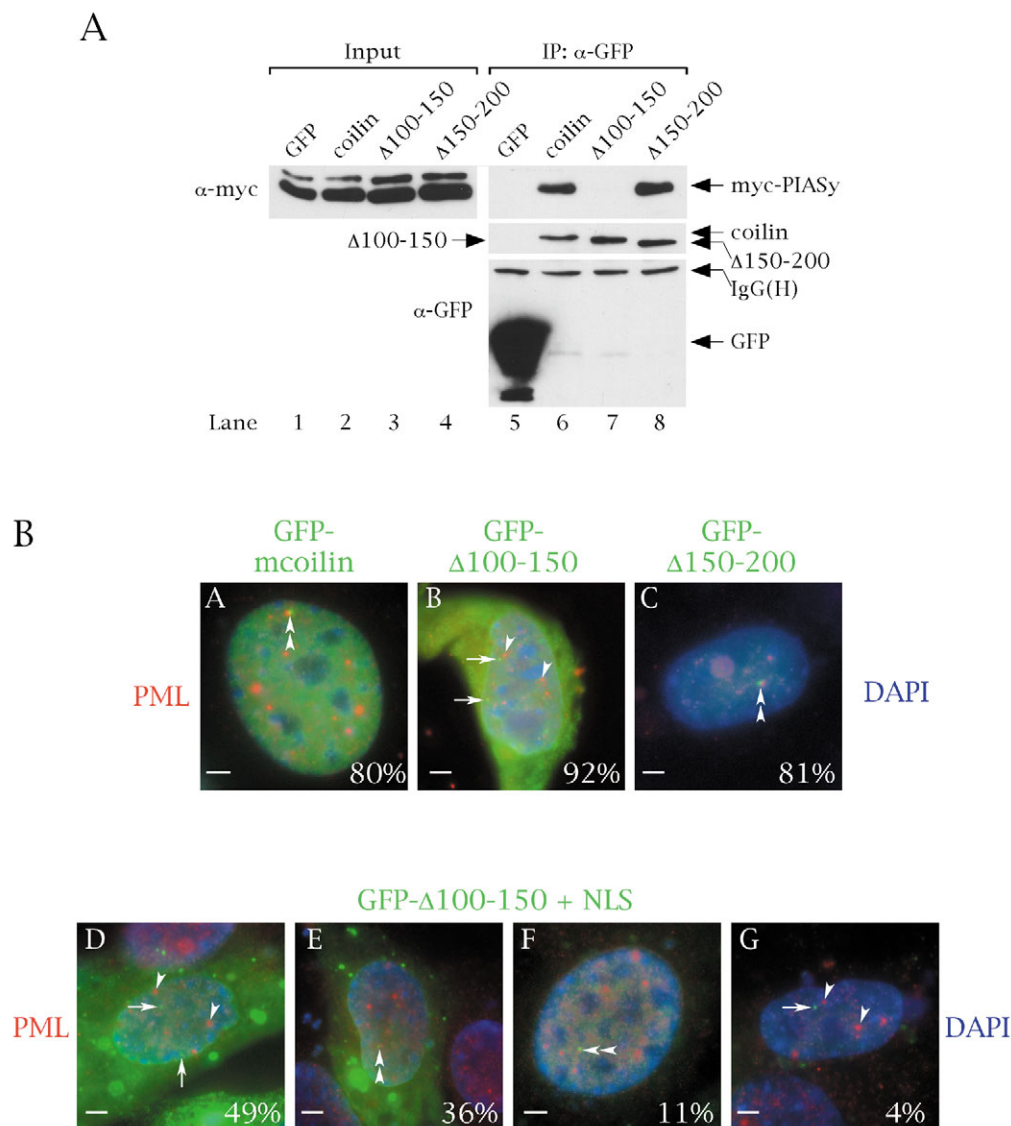 A
Input
IP: α-GFP
GFP
coilin
Δ100-150
Δ150-200
GFP
coilin
Δ100-150
Δ150-200
α-myc
myc-PIASy
Δ100-150
coilin
Δ150-200
IgG(H)
α-GFP
GFP
Lane 1 2 3 4 5 6 7 8
B
GFP-
mcoilin
GFP-
Δ100-150
GFP-
Δ150-200
PML
A
80%
B
92%
C
81%
DAPI
GFP-Δ100-150 + NLS
PML
D
49%
E
36%
F
11%
G
4%
DAPI